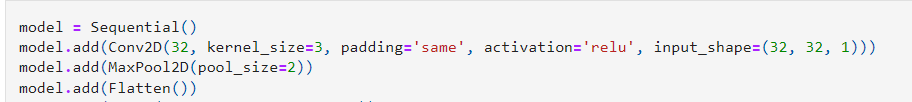 model = Sequential()
model.add(Conv2D(32, kernel_size=3, padding='same', activation='relu', input_shape=(32, 32, 1)))
model.add(MaxPool2D(pool_size=2))
model.add(Flatten())